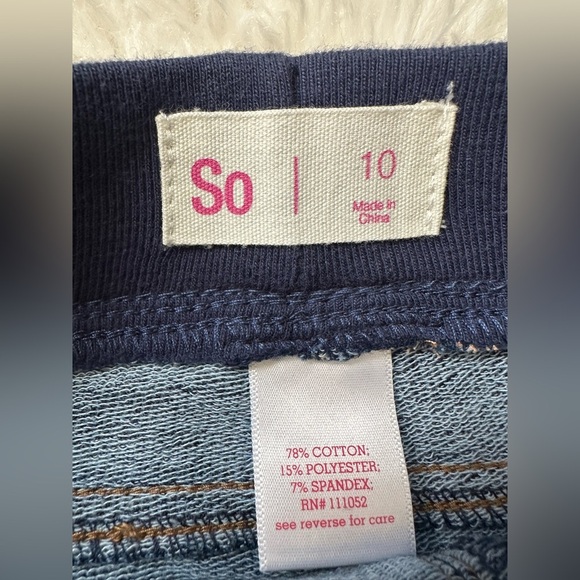 So
10
Made in
China
78% COTTON;
15% POLYESTER;
7% SPANDEX;
RN# 111052
see reverse for care